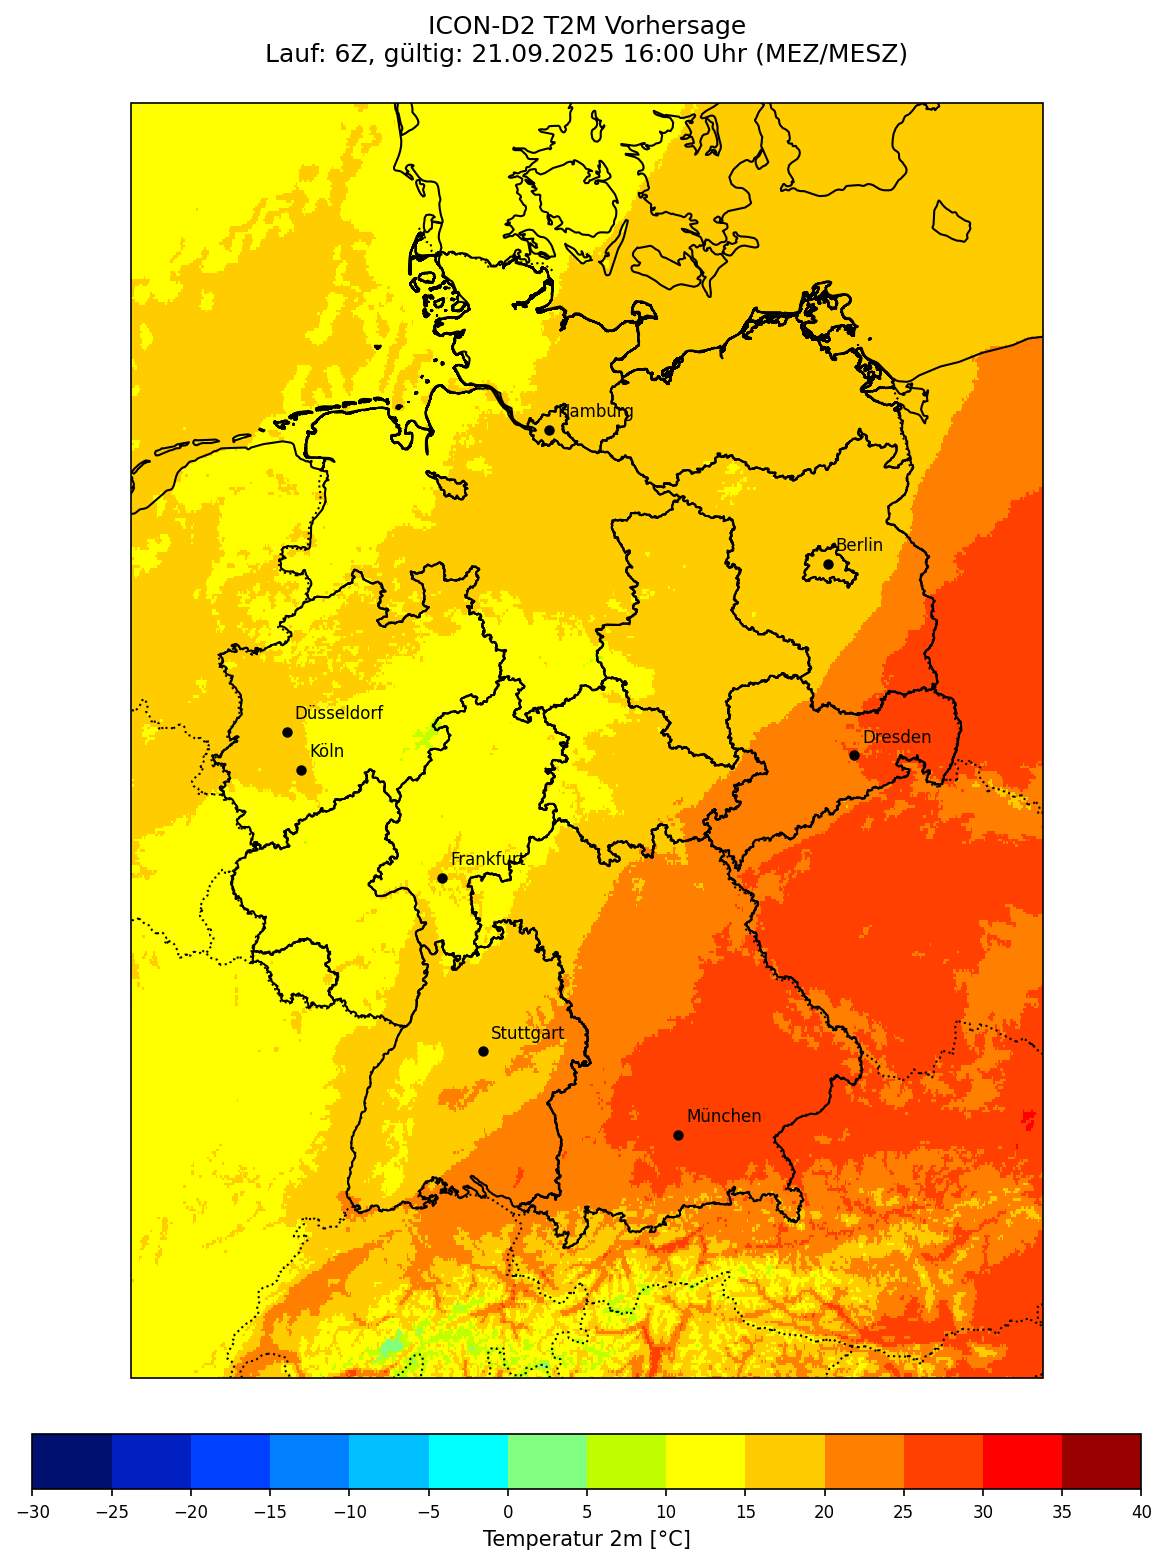 ICON-D2 T2M Vorhersage
Lauf: 6Z, gültig: 21.09.2025 16:00 Uhr (MEZ/MESZ)
Hamburg
Berlin
Düsseldorf
Dresden
Köln
Frankfurt
Stuttgart
München
−30 −25 −20 −15 −10 −5 0 5 10 15 20 25 30 35 40
Temperatur 2m [°C]